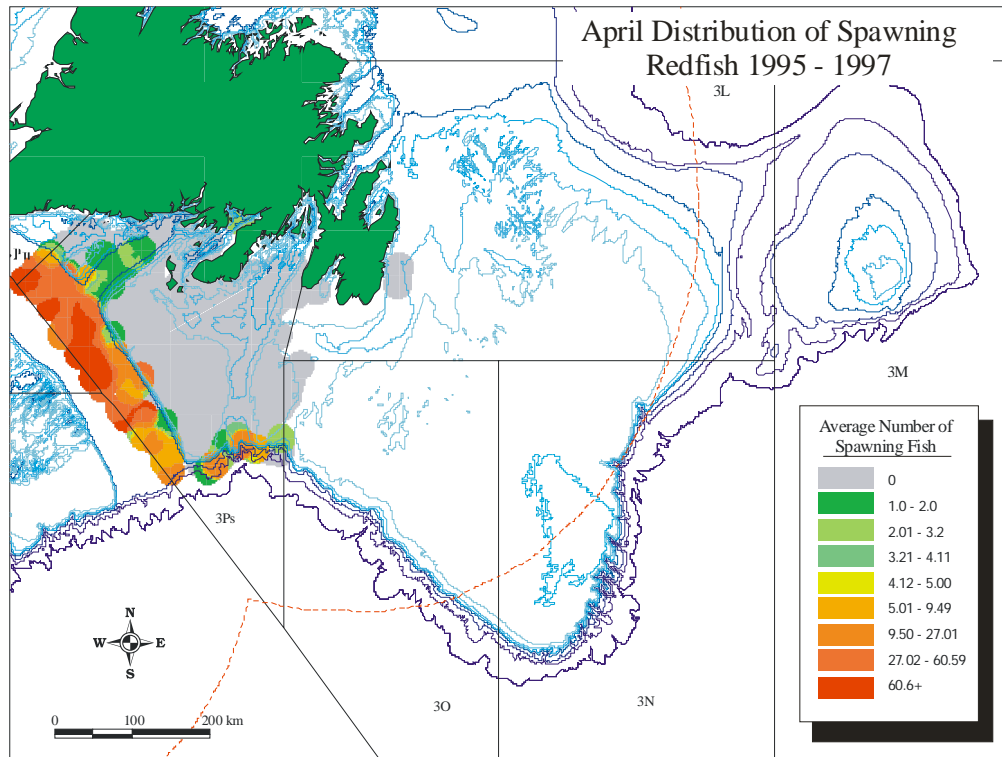 April Distribution of Spawning
Redfish 1995 - 1997
3L
3M
Average Number of
Spawning Fish
0
1.0 - 2.0
2.01 - 3.2
3.21 - 4.11
4.12 - 5.00
5.01 - 9.49
9.50 - 27.01
27.02 - 60.59
60.6+
3Ps
N
W E
S
0 100 200 km
3O
3N